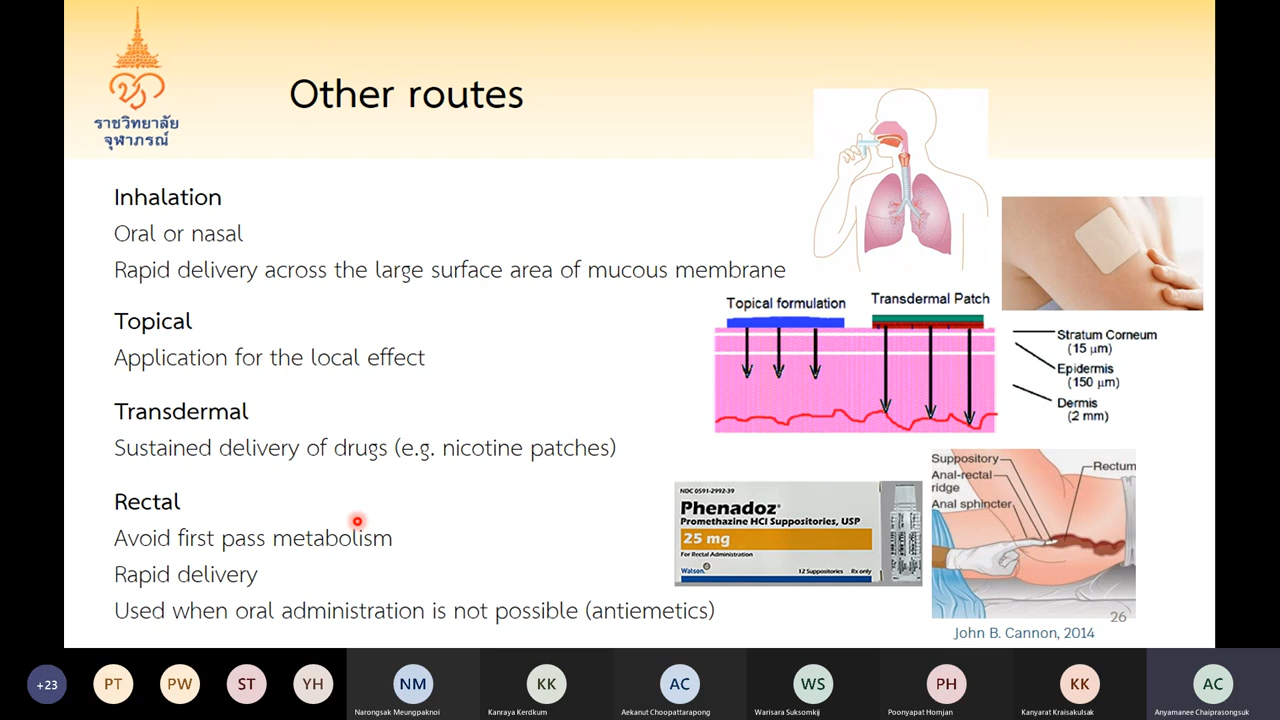 ราชวิทยาลัย
จุฬาภรณ์
Other routes
Inhalation
Oral or nasal
Rapid delivery across the large surface area of mucous membrane
Topical
Application for the local effect
Transdermal
Sustained delivery of drugs (e.g. nicotine patches)
Rectal
Avoid first pass metabolism
Rapid delivery
Used when oral administration is not possible (antiemetics)
Topical formulation
Transdermal Patch
Stratum Corneum
(15 µm)
Epidermis
(150 µm)
Dermis
(2 mm)
NDC 0591-2992-39
Phenadoz®
Promethazine HCl Suppositories, USP
25 mg
For Rectal Administration
Watson
12 Suppositories Rx only
Suppository
Anal-rectal
ridge
Anal sphincter
Rectum
26
John B. Cannon, 2014
+23
PT
PW
ST
YH
NM
Narongsak Meungpaknoi
KK
Kanraya Kerdkum
AC
Aekanut Choopattarapong
WS
Warisara Suksomkij
PH
Poonyapat Homjan
KK
Kanyarat Kraisakulsak
AC
Anyamanee Chaiprasongsuk